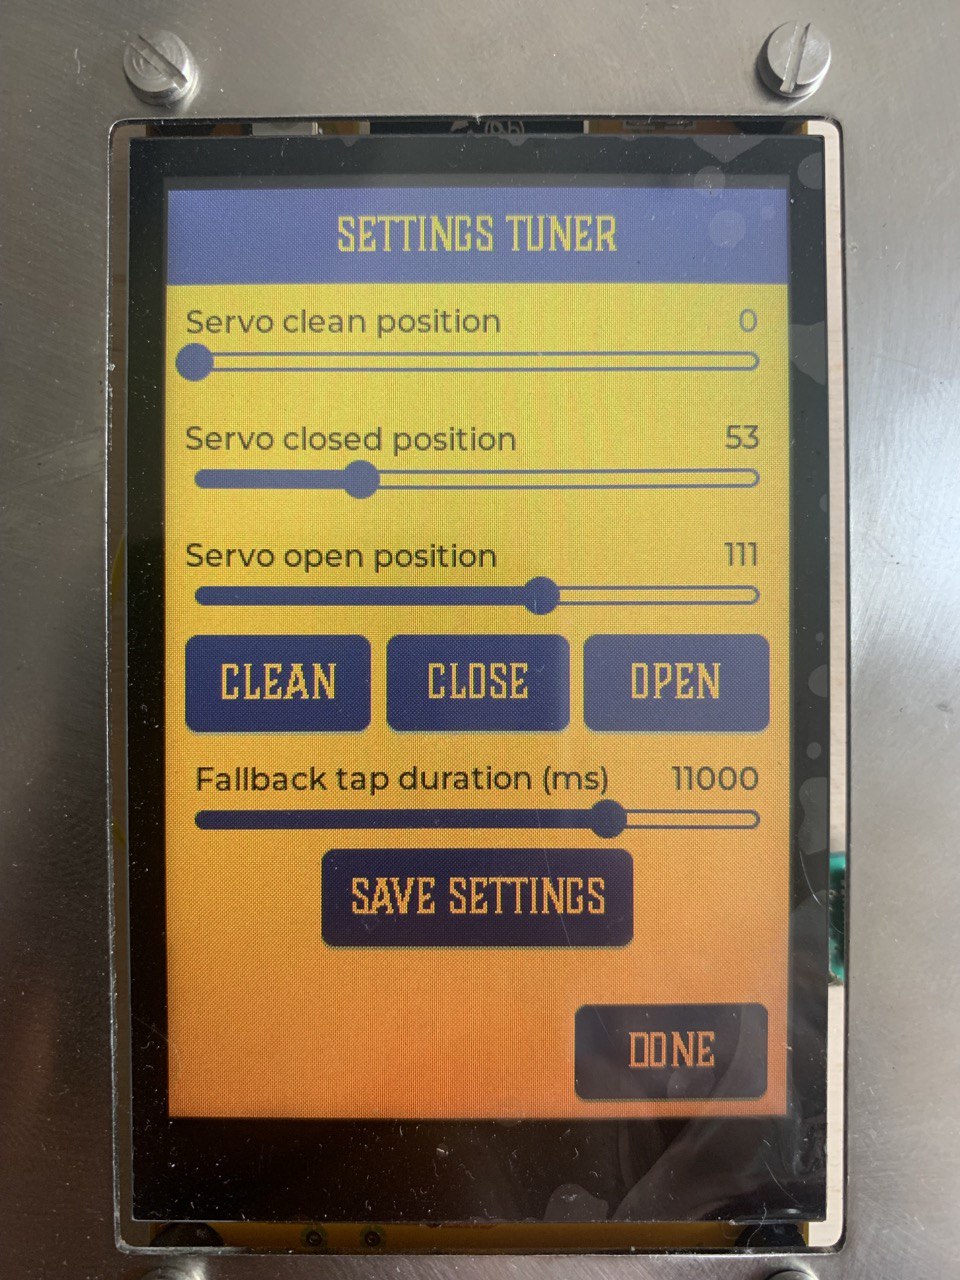 SETTINGS TUNER
Servo clean position 0
Servo closed position 53
Servo open position 111
CLEAN CLOSE OPEN
Fallback tap duration (ms) 11000
SAVE SETTINGS
DONE